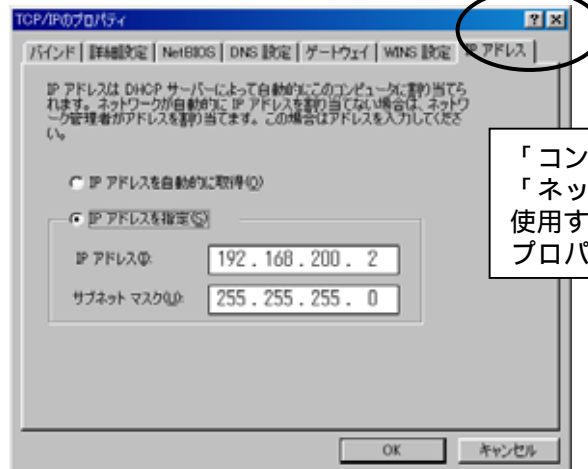 TCP/IPのプロパティ
バインド 詳細設定 NetBIOS DNS 設定 ゲートウェイ WINS 設定 IP アドレス
IP アドレスは DHCP サーバーによって自動的にこのコンピュータに割り当てら
れます。ネットワークが自動的に IP アドレスを割り当てない場合は、ネットワ
ーク管理者がアドレスを割り当てます。この場合はアドレスを入力してくださ
い。
IP アドレスを自動的に取得(O)
IP アドレスを指定(S)
IP アドレス(I):
192 . 168 . 200 . 2
サブネット マスク(U):
255 . 255 . 255 . 0
OK キャンセル
「コン
「ネッ
使用す
プロパ